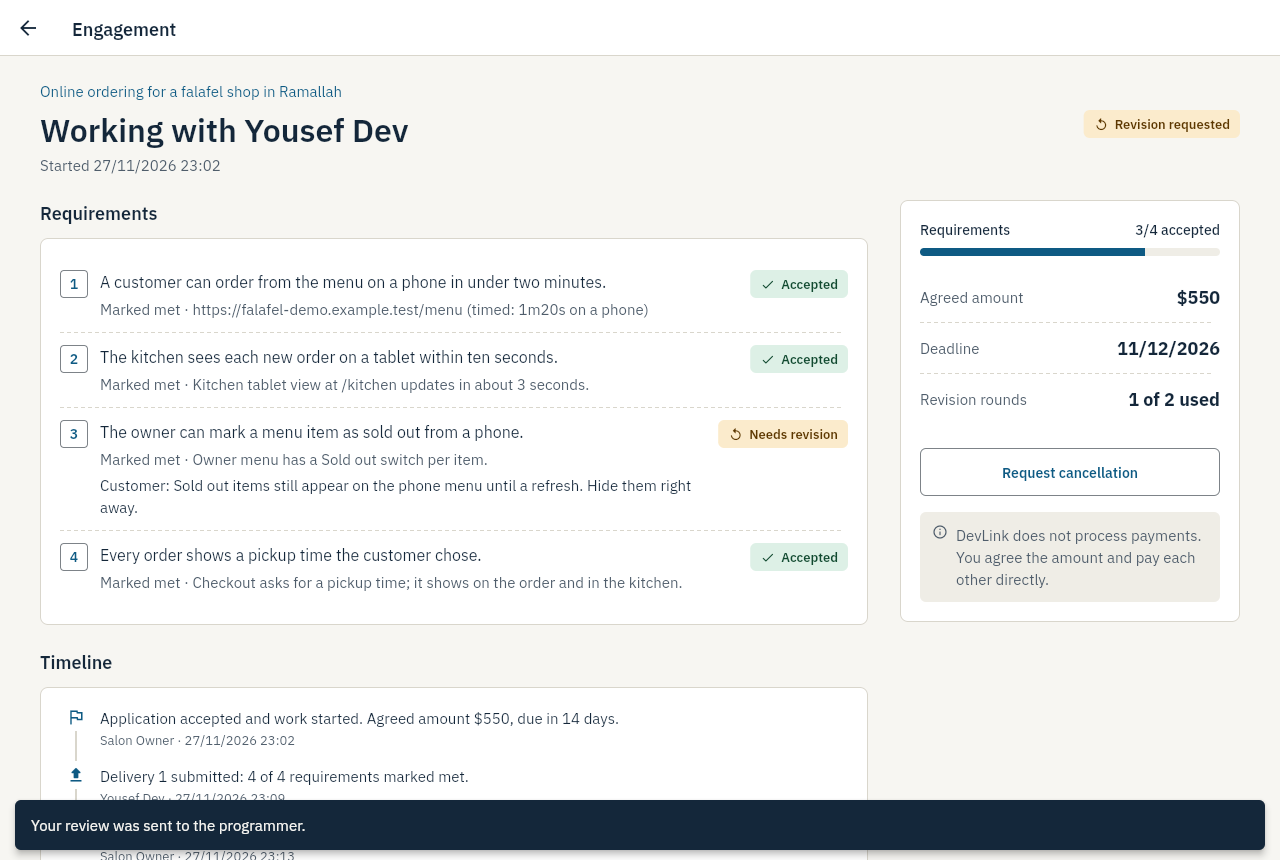 Engagement
Online ordering for a falafel shop in Ramallah
Working with Yousef Dev
Revision requested
Started 27/11/2026 23:02
Requirements
1
A customer can order from the menu on a phone in under two minutes.
Accepted
Marked met · https://falafel-demo.example.test/menu (timed: 1m20s on a phone)
2
The kitchen sees each new order on a tablet within ten seconds.
Accepted
Marked met · Kitchen tablet view at /kitchen updates in about 3 seconds.
3
The owner can mark a menu item as sold out from a phone.
Needs revision
Marked met · Owner menu has a Sold out switch per item.
Customer: Sold out items still appear on the phone menu until a refresh. Hide them right
away.
4
Every order shows a pickup time the customer chose.
Accepted
Marked met · Checkout asks for a pickup time; it shows on the order and in the kitchen.
Requirements 3/4 accepted
Agreed amount $550
Deadline 11/12/2026
Revision rounds 1 of 2 used
Request cancellation
DevLink does not process payments.
You agree the amount and pay each
other directly.
Timeline
Application accepted and work started. Agreed amount $550, due in 14 days.
Salon Owner · 27/11/2026 23:02
Delivery 1 submitted: 4 of 4 requirements marked met.
Yousef Dev · 27/11/2026 23:09
Your review was sent to the programmer.
Salon Owner · 27/11/2026 23:13